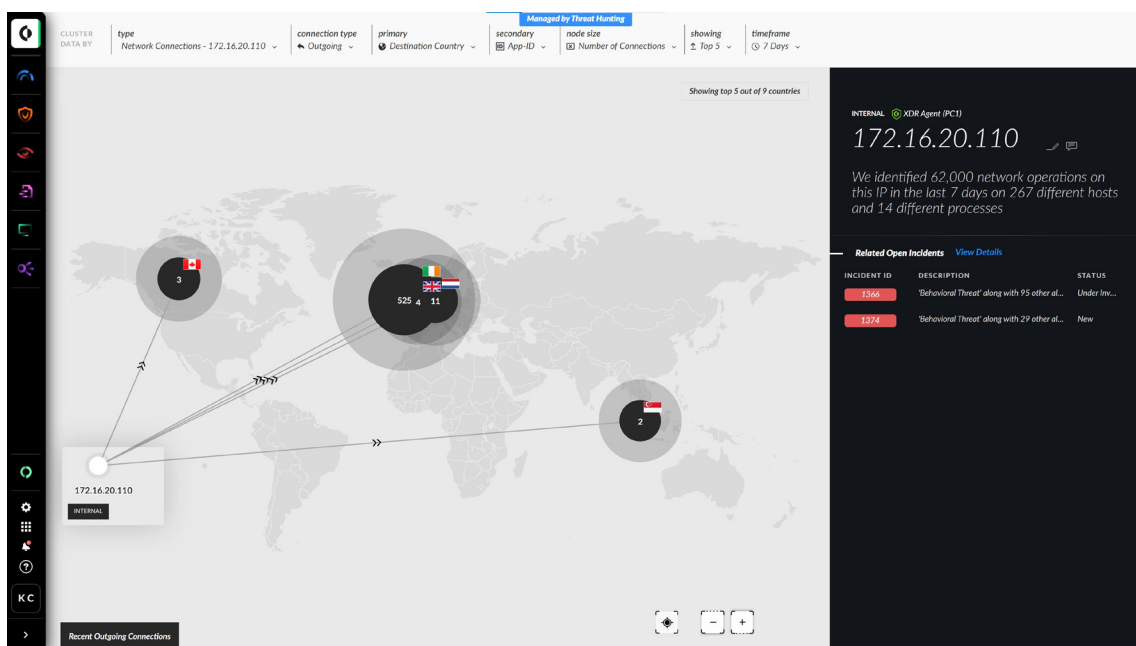 Managed by Threat Hunting
CLUSTER DATA BY
type
Network Connections - 172.16.20.110
connection type
Outgoing
primary
Destination Country
secondary
App-ID
node size
Number of Connections
showing
Top 5
timeframe
7 Days
Showing top 5 out of 9 countries
3
525 4 11
2
172.16.20.110
INTERNAL
Recent Outgoing Connections
KC
INTERNAL XDR Agent (PC1)
172.16.20.110
We identified 62,000 network operations on
this IP in the last 7 days on 267 different hosts
and 14 different processes
Related Open Incidents View Details
INCIDENT ID DESCRIPTION STATUS
1366 'Behavioral Threat' along with 95 other al... Under Inv...
1374 'Behavioral Threat' along with 29 other al... New